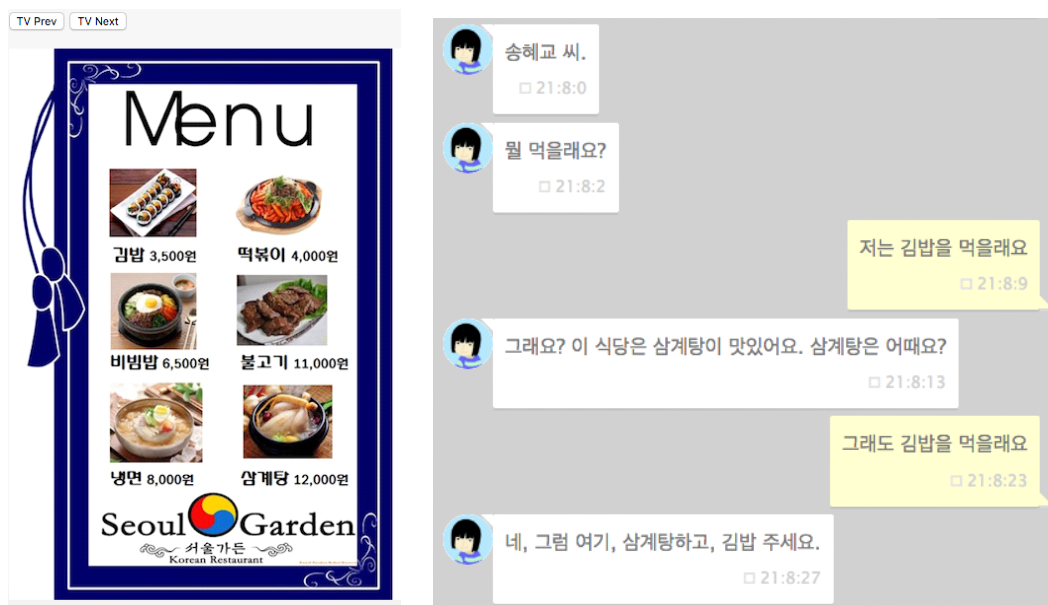 TV Prev TV Next
Menu
김밥 3,500원 떡볶이 4,000원
비빔밥 6,500원 불고기 11,000원
냉면 8,000원 삼계탕 12,000원
Seoul Garden
서울가든
Korean Restaurant
송혜교 씨.
21:8:0
뭘 먹을래요?
21:8:2
저는 김밥을 먹을래요
21:8:9
그래요? 이 식당은 삼계탕이 맛있어요. 삼계탕은 어때요?
21:8:13
그래도 김밥을 먹을래요
21:8:23
네, 그럼 여기, 삼계탕하고, 김밥 주세요.
21:8:27